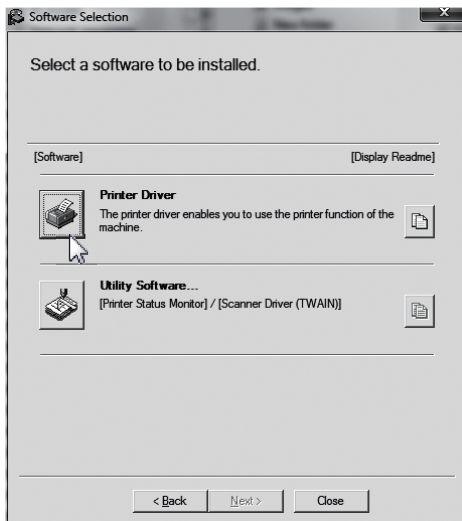 Software Selection
Select a software to be installed.
[Software] [Display Readme]
Printer Driver
The printer driver enables you to use the printer function of the
machine.
Utility Software...
[Printer Status Monitor] / [Scanner Driver (TWAIN)]
< Back Next > Close